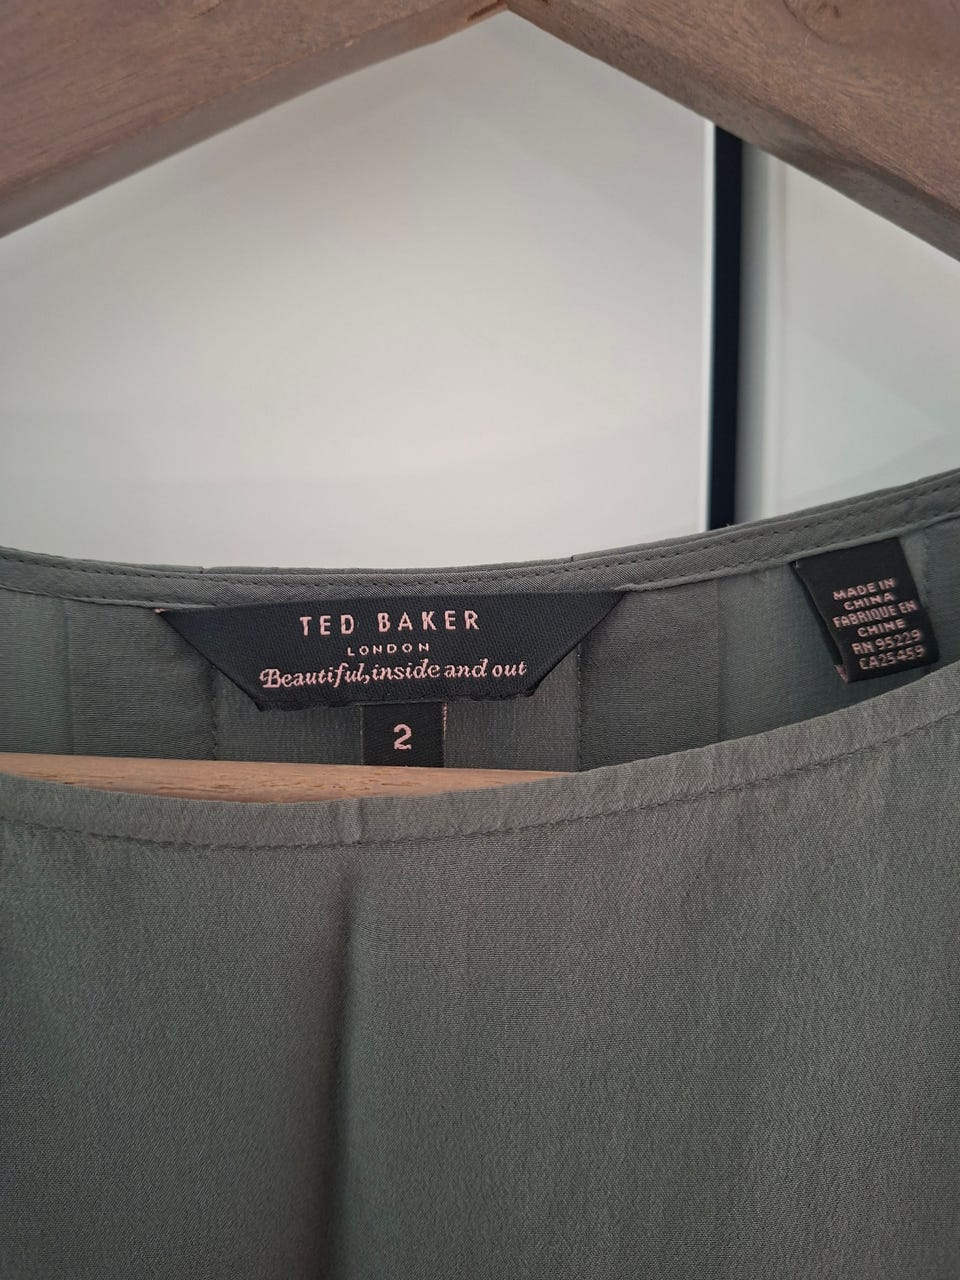 TED BAKER
LONDON
Beautiful, inside and out
2
MADE IN
CHINA
FABRIQUE EN
CHINE
RN 95229
CA25459